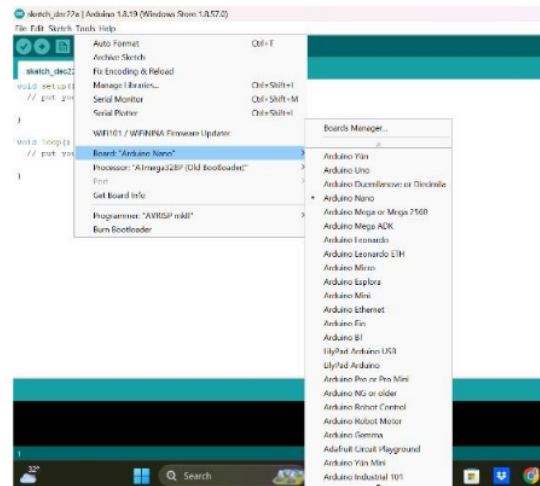 sketch_dec22a | Arduino 1.8.19 (Windows Store 1.8.57.0)
File Edit Sketch Tools Help
Auto Format Ctrl+T
Archive Sketch
Fix Encoding & Reload
Manage Libraries... Ctrl+Shift+I
Serial Monitor Ctrl+Shift+M
Serial Plotter Ctrl+Shift+L
WiFi101 / WiFiNINA Firmware Updater
Board: "Arduino Nano"
Processor: "ATmega328P (Old Bootloader)"
Port
Get Board Info
Programmer: "AVRISP mkII"
Burn Bootloader
sketch_dec22
void setup()
// put you
}
void loop()
// put you
}
Boards Manager...
Arduino Yún
Arduino Uno
Arduino Duemilanove or Diecimila
Arduino Nano
Arduino Mega or Mega 2560
Arduino Mega ADK
Arduino Leonardo
Arduino Leonardo ETH
Arduino Micro
Arduino Esplora
Arduino Mini
Arduino Ethernet
Arduino Fio
Arduino BT
LilyPad Arduino USB
LilyPad Arduino
Arduino Pro or Pro Mini
Arduino NG or older
Arduino Robot Control
Arduino Robot Motor
Arduino Gemma
Adafruit Circuit Playground
Arduino Yún Mini
Arduino Industrial 101
1
32°
Search